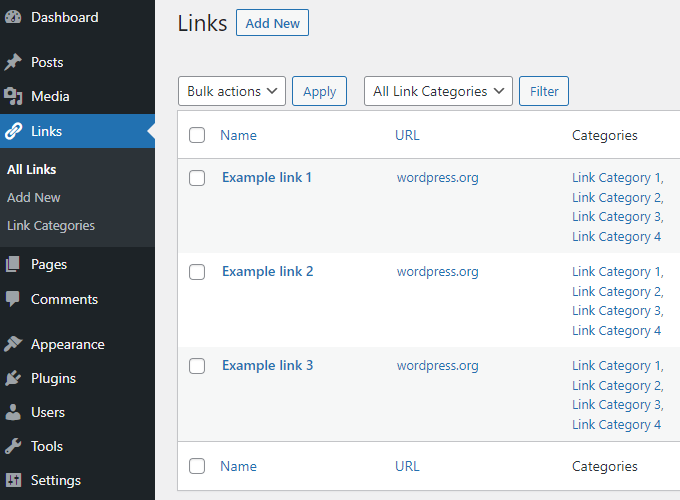 Dashboard
Posts
Media
Links
All Links
Add New
Link Categories
Pages
Comments
Appearance
Plugins
Users
Tools
Settings
Links Add New
Bulk actions Apply All Link Categories Filter
Name URL Categories
Example link 1 wordpress.org Link Category 1,
Link Category 2,
Link Category 3,
Link Category 4
Example link 2 wordpress.org Link Category 1,
Link Category 2,
Link Category 3,
Link Category 4
Example link 3 wordpress.org Link Category 1,
Link Category 2,
Link Category 3,
Link Category 4
Name URL Categories